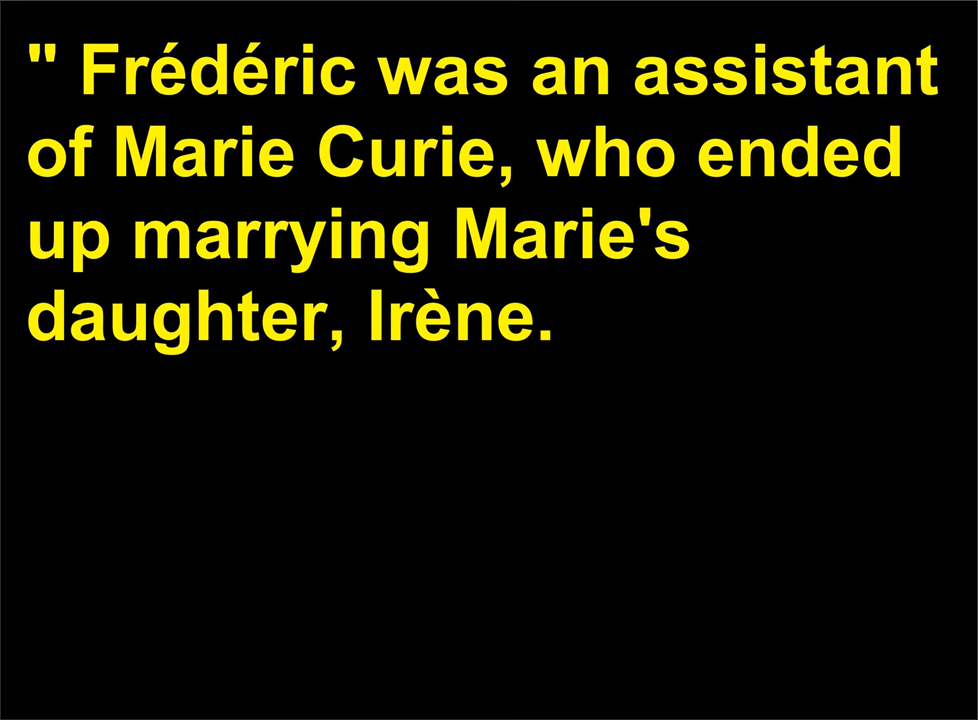 " Frédéric was an assistant
of Marie Curie, who ended
up marrying Marie's
daughter, Irène.